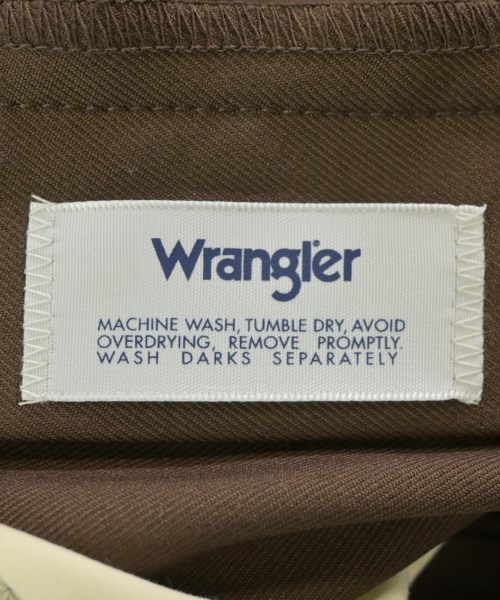 Wrangler
MACHINE WASH, TUMBLE DRY, AVOID
OVERDRYING, REMOVE PROMPTLY.
WASH DARKS SEPARATELY